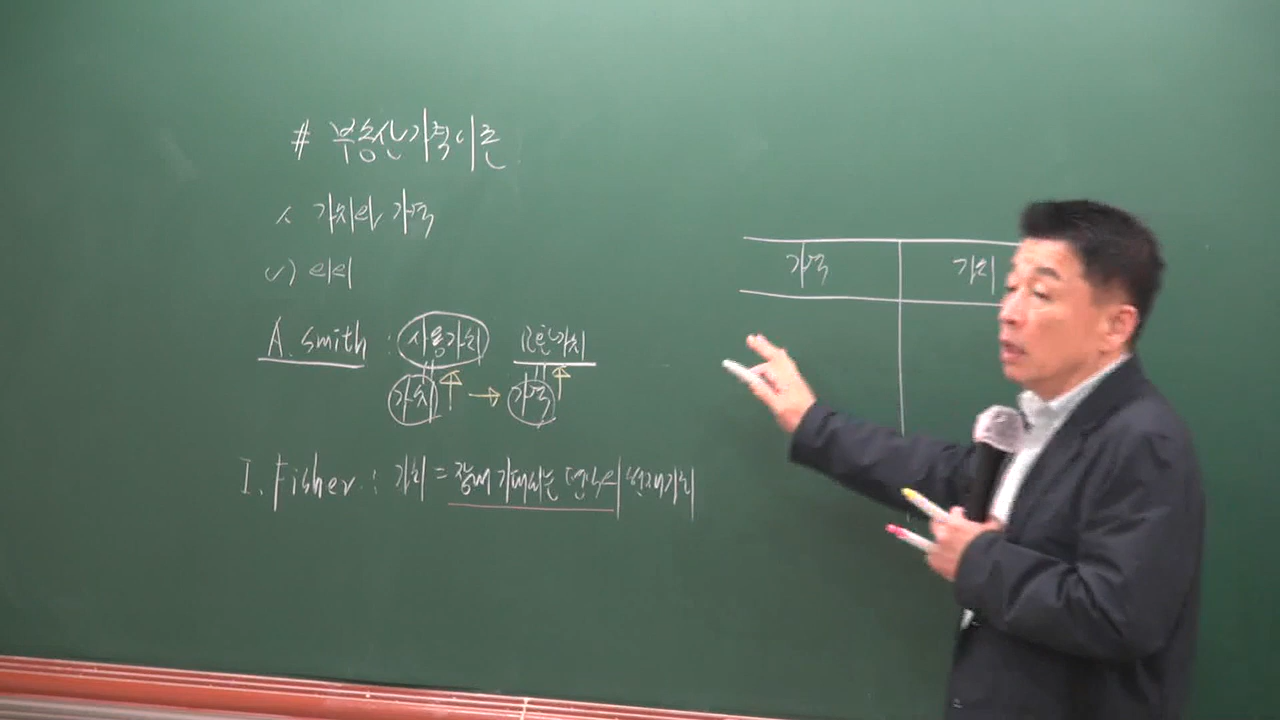 # 부동산가격이론
1. 가치와 가격
1) 의의
A. Smith : 사용가치 교환가치
가치 → 가격
I. Fisher : 가치 = 장래 기대되는 편익의 현재가치
가격 가치